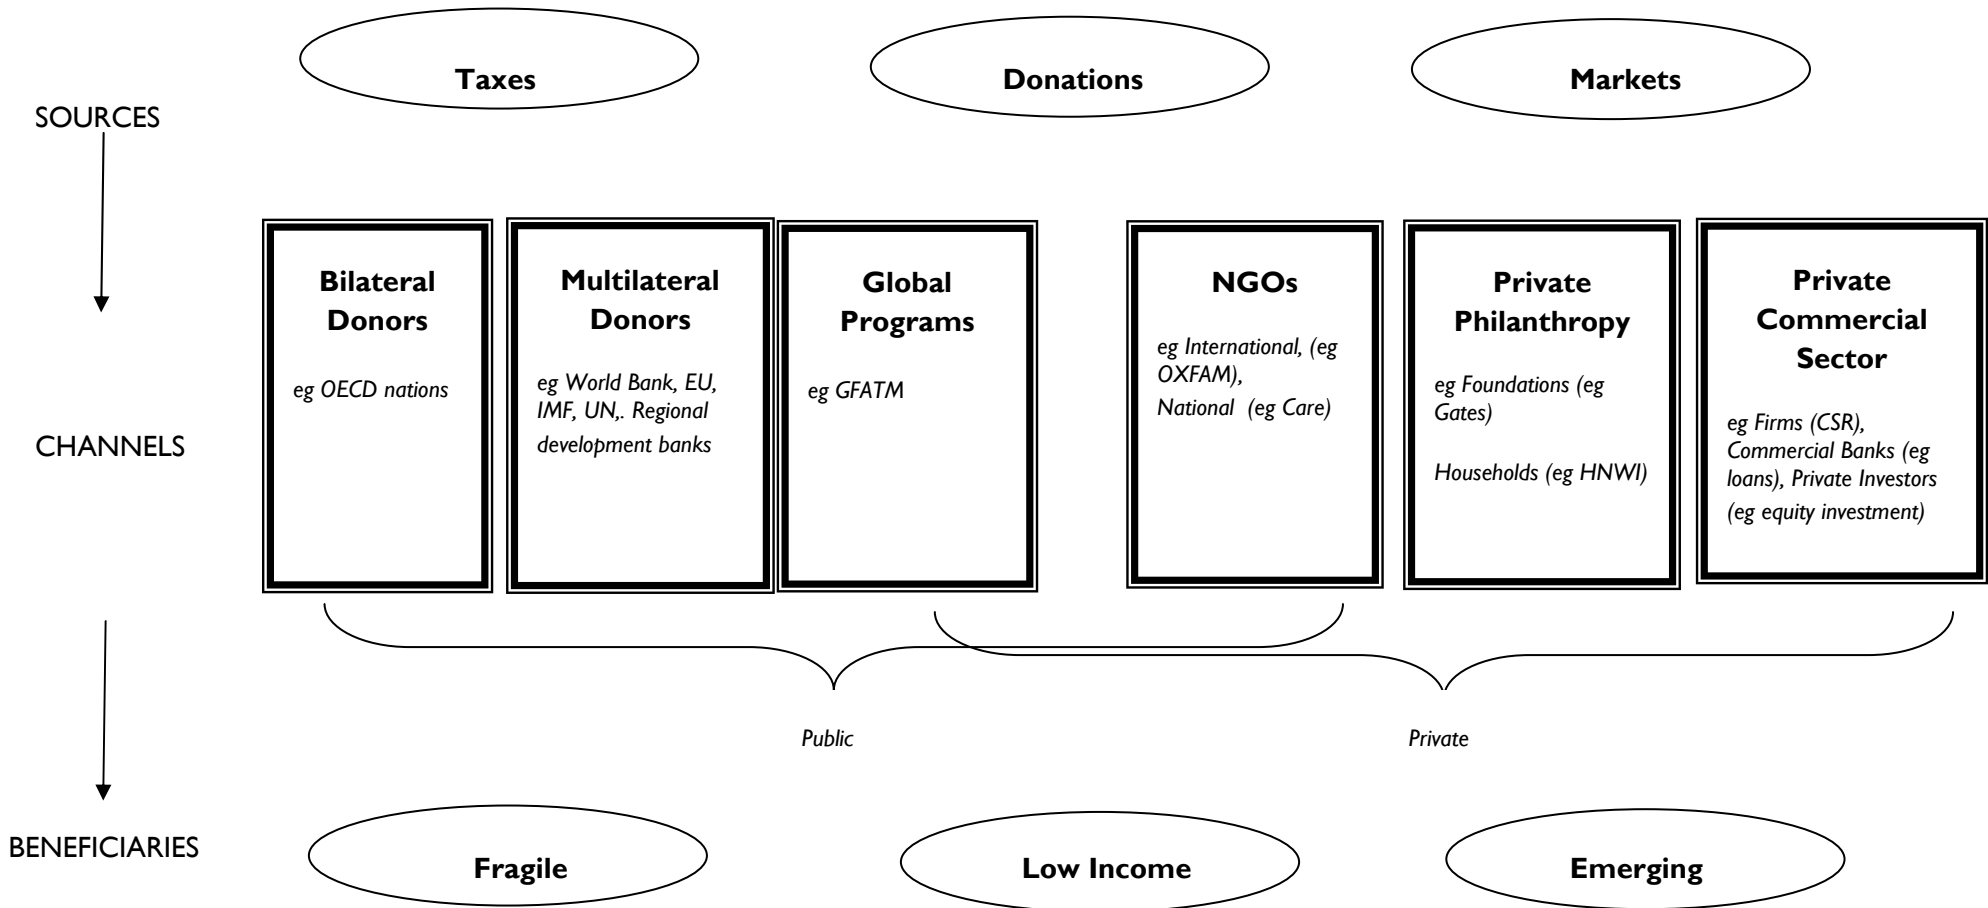 Taxes
Donations
Markets
SOURCES
Bilateral
Donors
eg OECD nations
Multilateral
Donors
eg World Bank, EU,
IMF, UN,. Regional
development banks
Global
Programs
eg GFATM
NGOs
eg International, (eg
OXFAM),
National (eg Care)
Private
Philanthropy
eg Foundations (eg
Gates)
Households (eg HNWI)
Private
Commercial
Sector
eg Firms (CSR),
Commercial Banks (eg
loans), Private Investors
(eg equity investment)
CHANNELS
Public
Private
BENEFICIARIES
Fragile
Low Income
Emerging